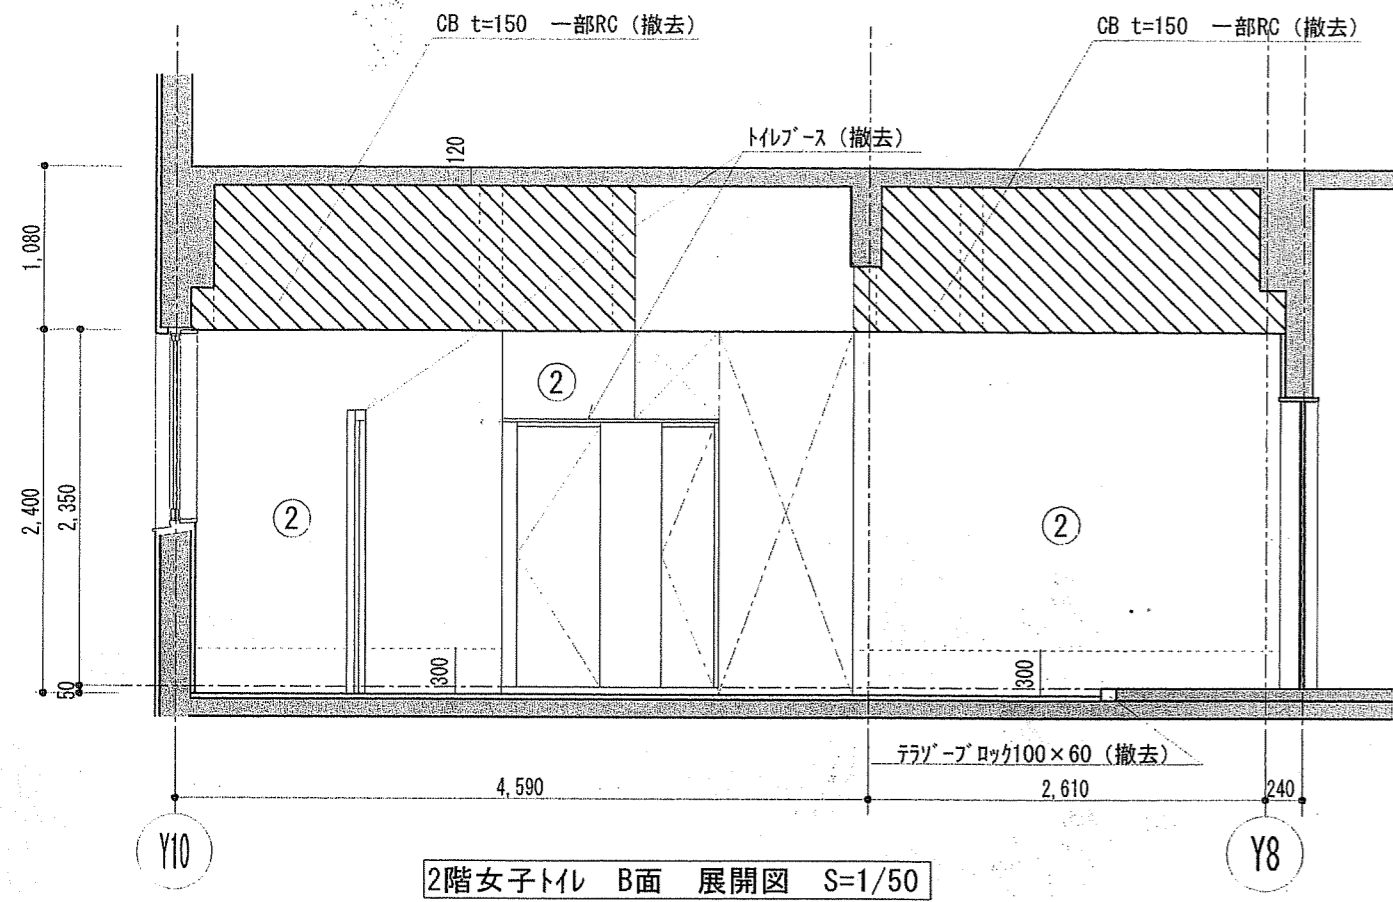 CB t=150 一部RC (撤去)
CB t=150 一部RC (撤去)
トイレブース (撤去)
120
1,080
②
2,400
2,350
②
②
50
300
300
テラゾーブロック100×60 (撤去)
4,590
2,610
240
Y10
Y8
2階女子トイレ B面 展開図 S=1/50